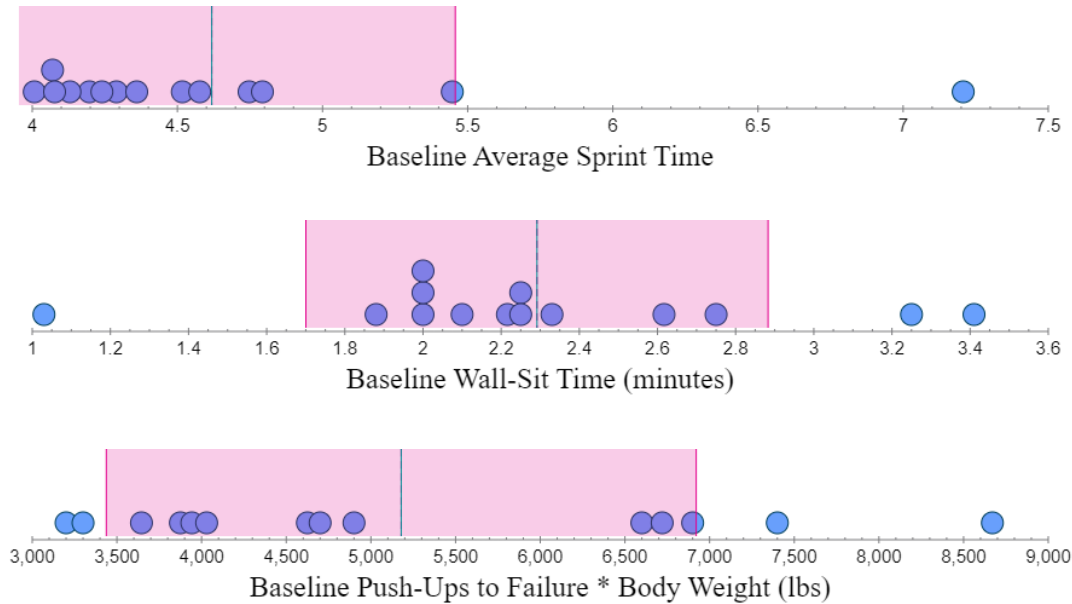 4 4.5 5 5.5 6 6.5 7 7.5
Baseline Average Sprint Time
1 1.2 1.4 1.6 1.8 2 2.2 2.4 2.6 2.8 3 3.2 3.4 3.6
Baseline Wall-Sit Time (minutes)
3,000 3,500 4,000 4,500 5,000 5,500 6,000 6,500 7,000 7,500 8,000 8,500 9,000
Baseline Push-Ups to Failure * Body Weight (lbs)